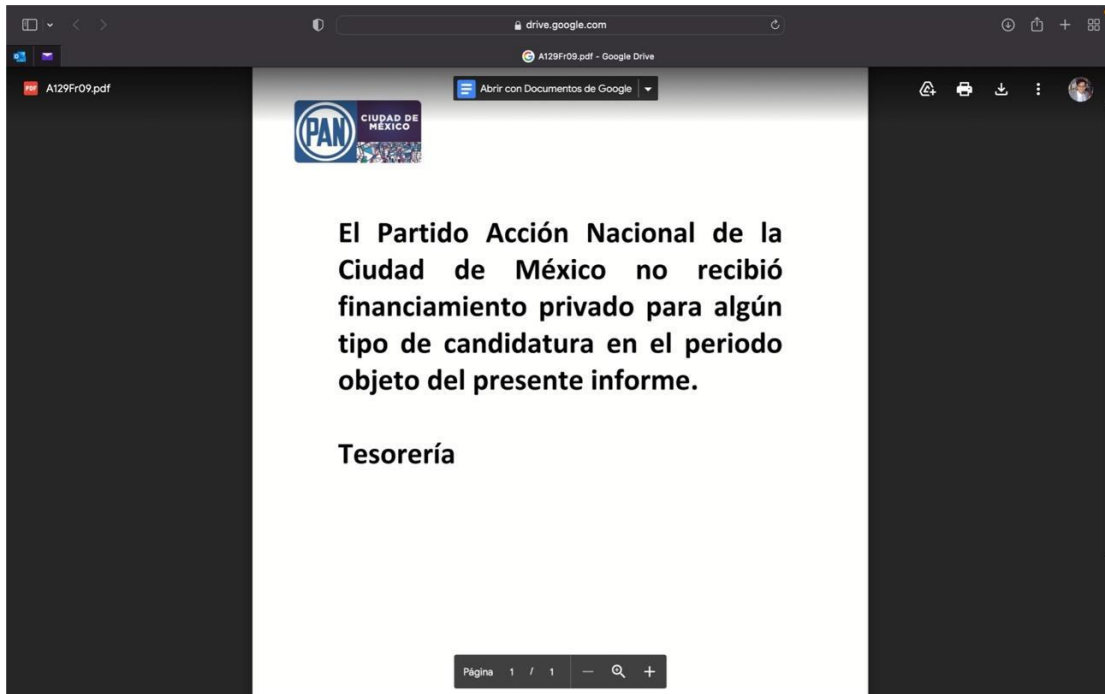 drive.google.com
A129Fr09.pdf - Google Drive
PDF A129Fr09.pdf
Abrir con Documentos de Google
PAN CIUDAD DE
MÉXICO
El Partido Acción Nacional de la
Ciudad de México no recibió
financiamiento privado para algún
tipo de candidatura en el periodo
objeto del presente informe.
Tesorería
Página 1 / 1